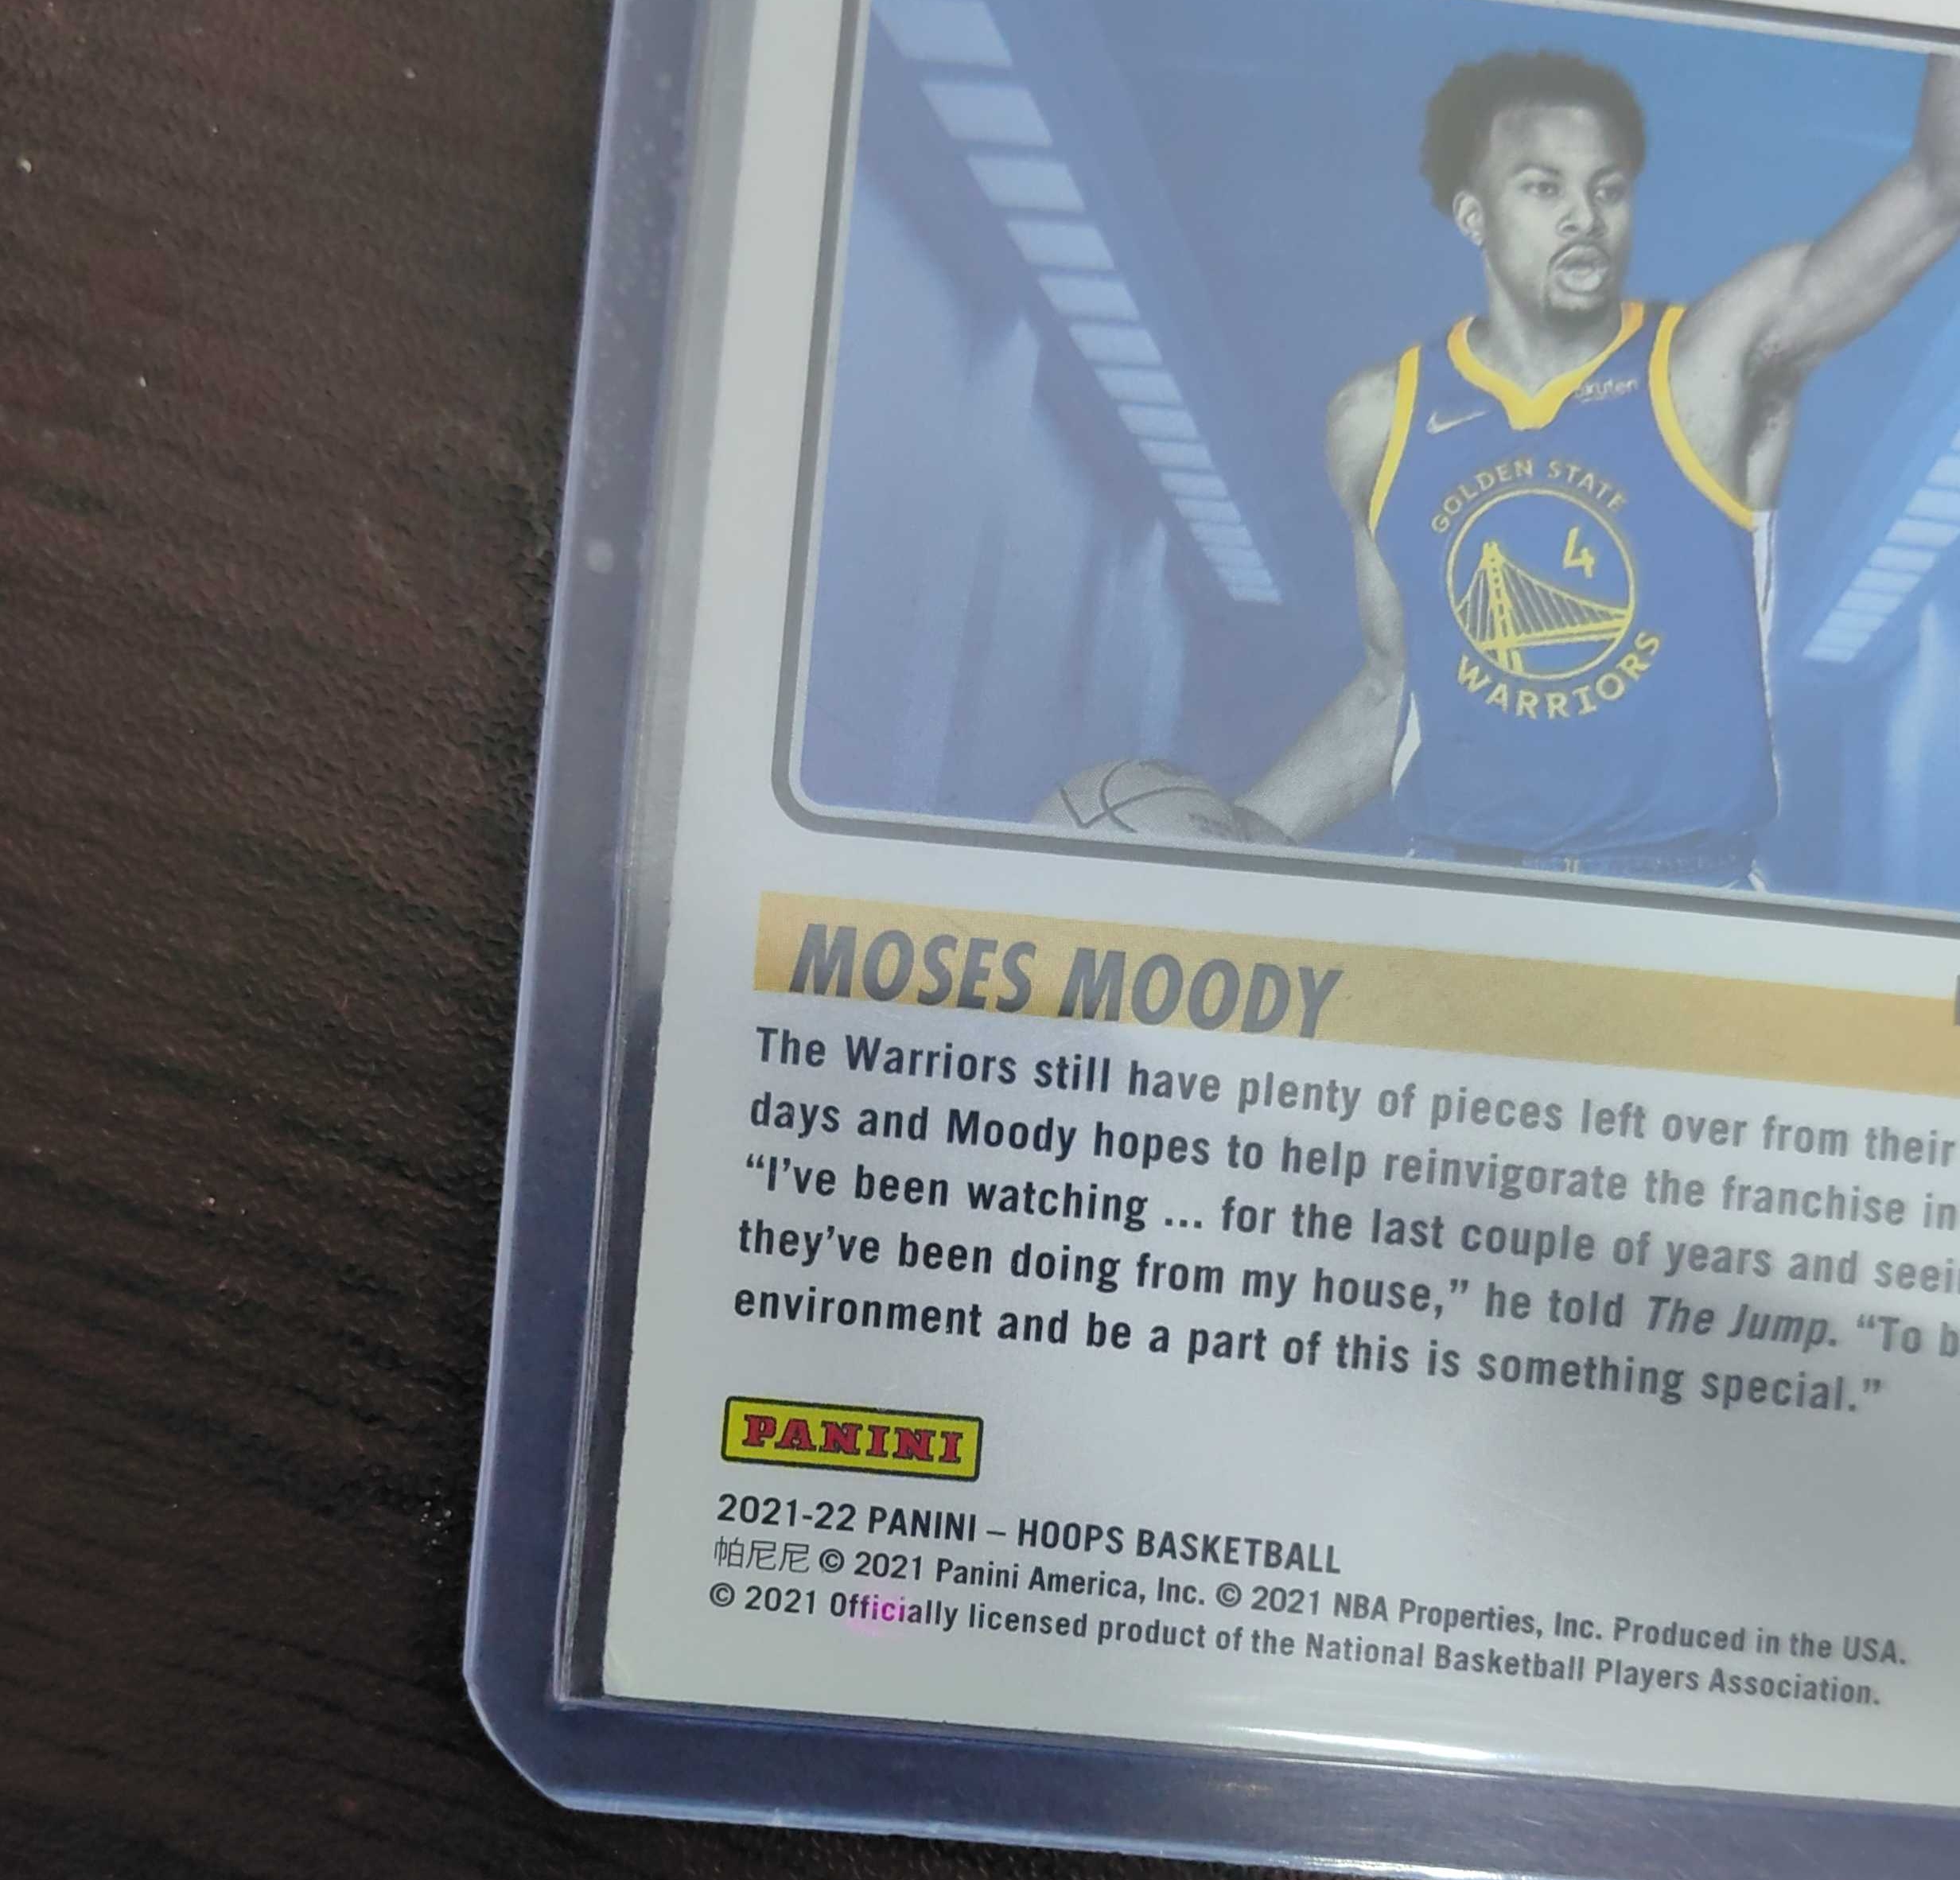 GOLDEN STATE
4
WARRIORS
MOSES MOODY
The Warriors still have plenty of pieces left over from their
days and Moody hopes to help reinvigorate the franchise in
“I’ve been watching ... for the last couple of years and
they’ve been doing from my house,” he told The Jump. “To
environment and be a part of this is something special.”
PANINI
2021-22 PANINI – HOOPS BASKETBALL
帕尼尼 © 2021 Panini America, Inc. © 2021 NBA Properties, Inc. Produced in the USA.
© 2021 Officially licensed product of the National Basketball Players Association.